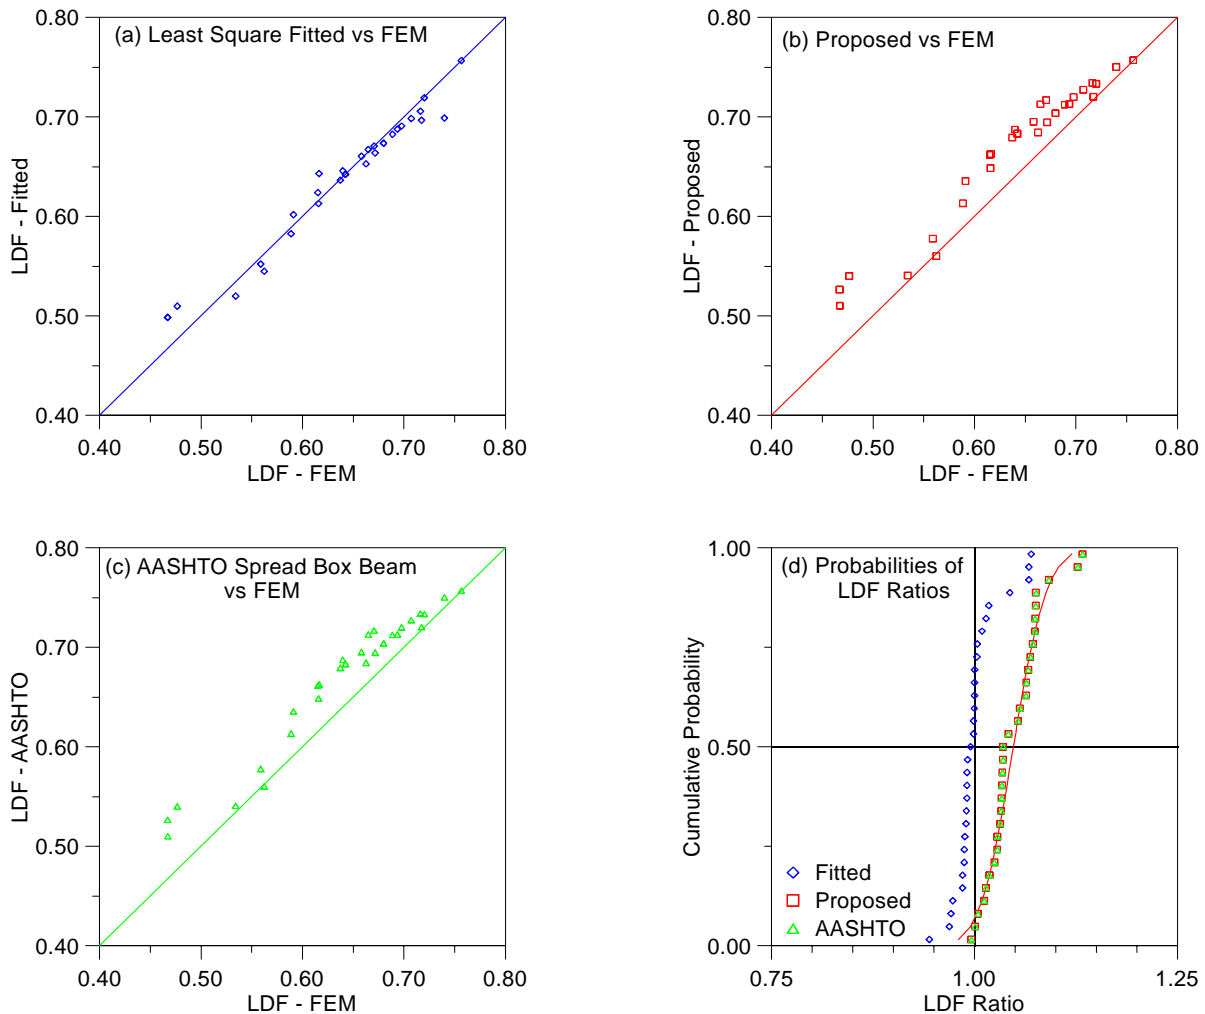 (a) Least Square Fitted vs FEM
LDF - Fitted
0.80
0.70
0.60
0.50
0.40
0.40 0.50 0.60 0.70 0.80
LDF - FEM
(b) Proposed vs FEM
LDF - Proposed
0.80
0.70
0.60
0.50
0.40
0.40 0.50 0.60 0.70 0.80
LDF - FEM
(c) AASHTO Spread Box Beam
vs FEM
LDF - AASHTO
0.80
0.70
0.60
0.50
0.40
0.40 0.50 0.60 0.70 0.80
LDF - FEM
(d) Probabilities of
LDF Ratios
Cumulative Probability
1.00
0.50
0.00
Fitted
Proposed
AASHTO
0.75 1.00 1.25
LDF Ratio